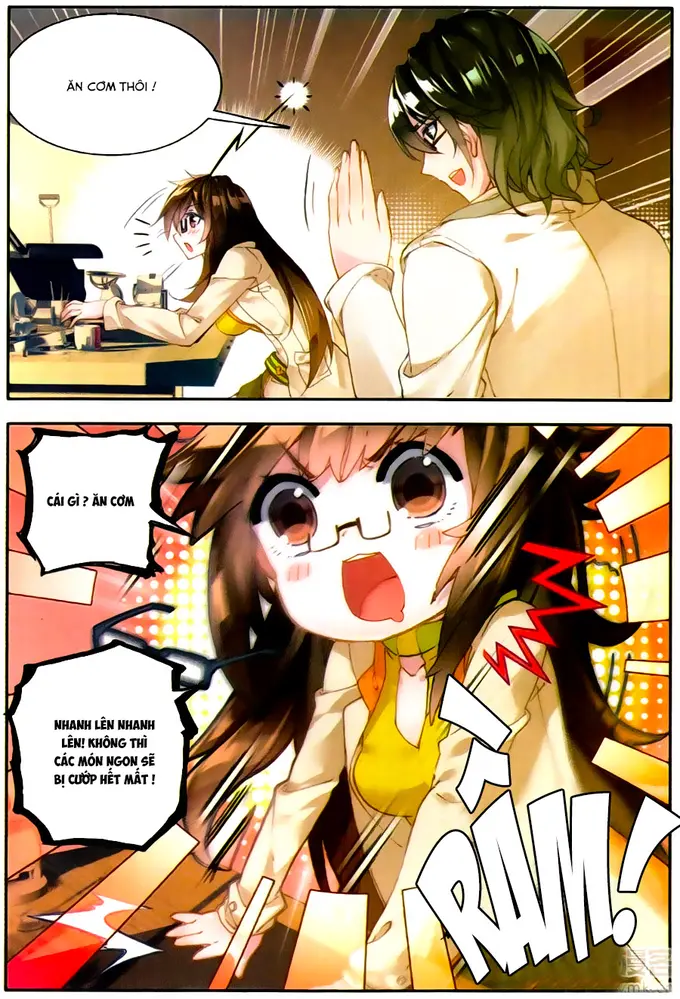 ĂN CƠM THÔI !
CÁI GÌ ? ĂN CƠM
NHANH LÊN NHANH
LÊN! KHÔNG THÌ
CÁC MÓN NGON SẼ
BỊ CƯỚP HẾT MẤT !
RẦM!